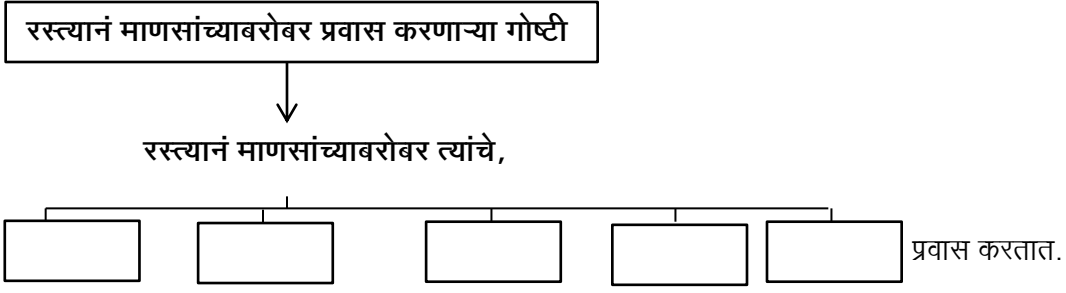 रस्त्यानं माणसांच्याबरोबर प्रवास करणाऱ्या गोष्टी
रस्त्यानं माणसांच्याबरोबर त्यांचे,
प्रवास करतात.